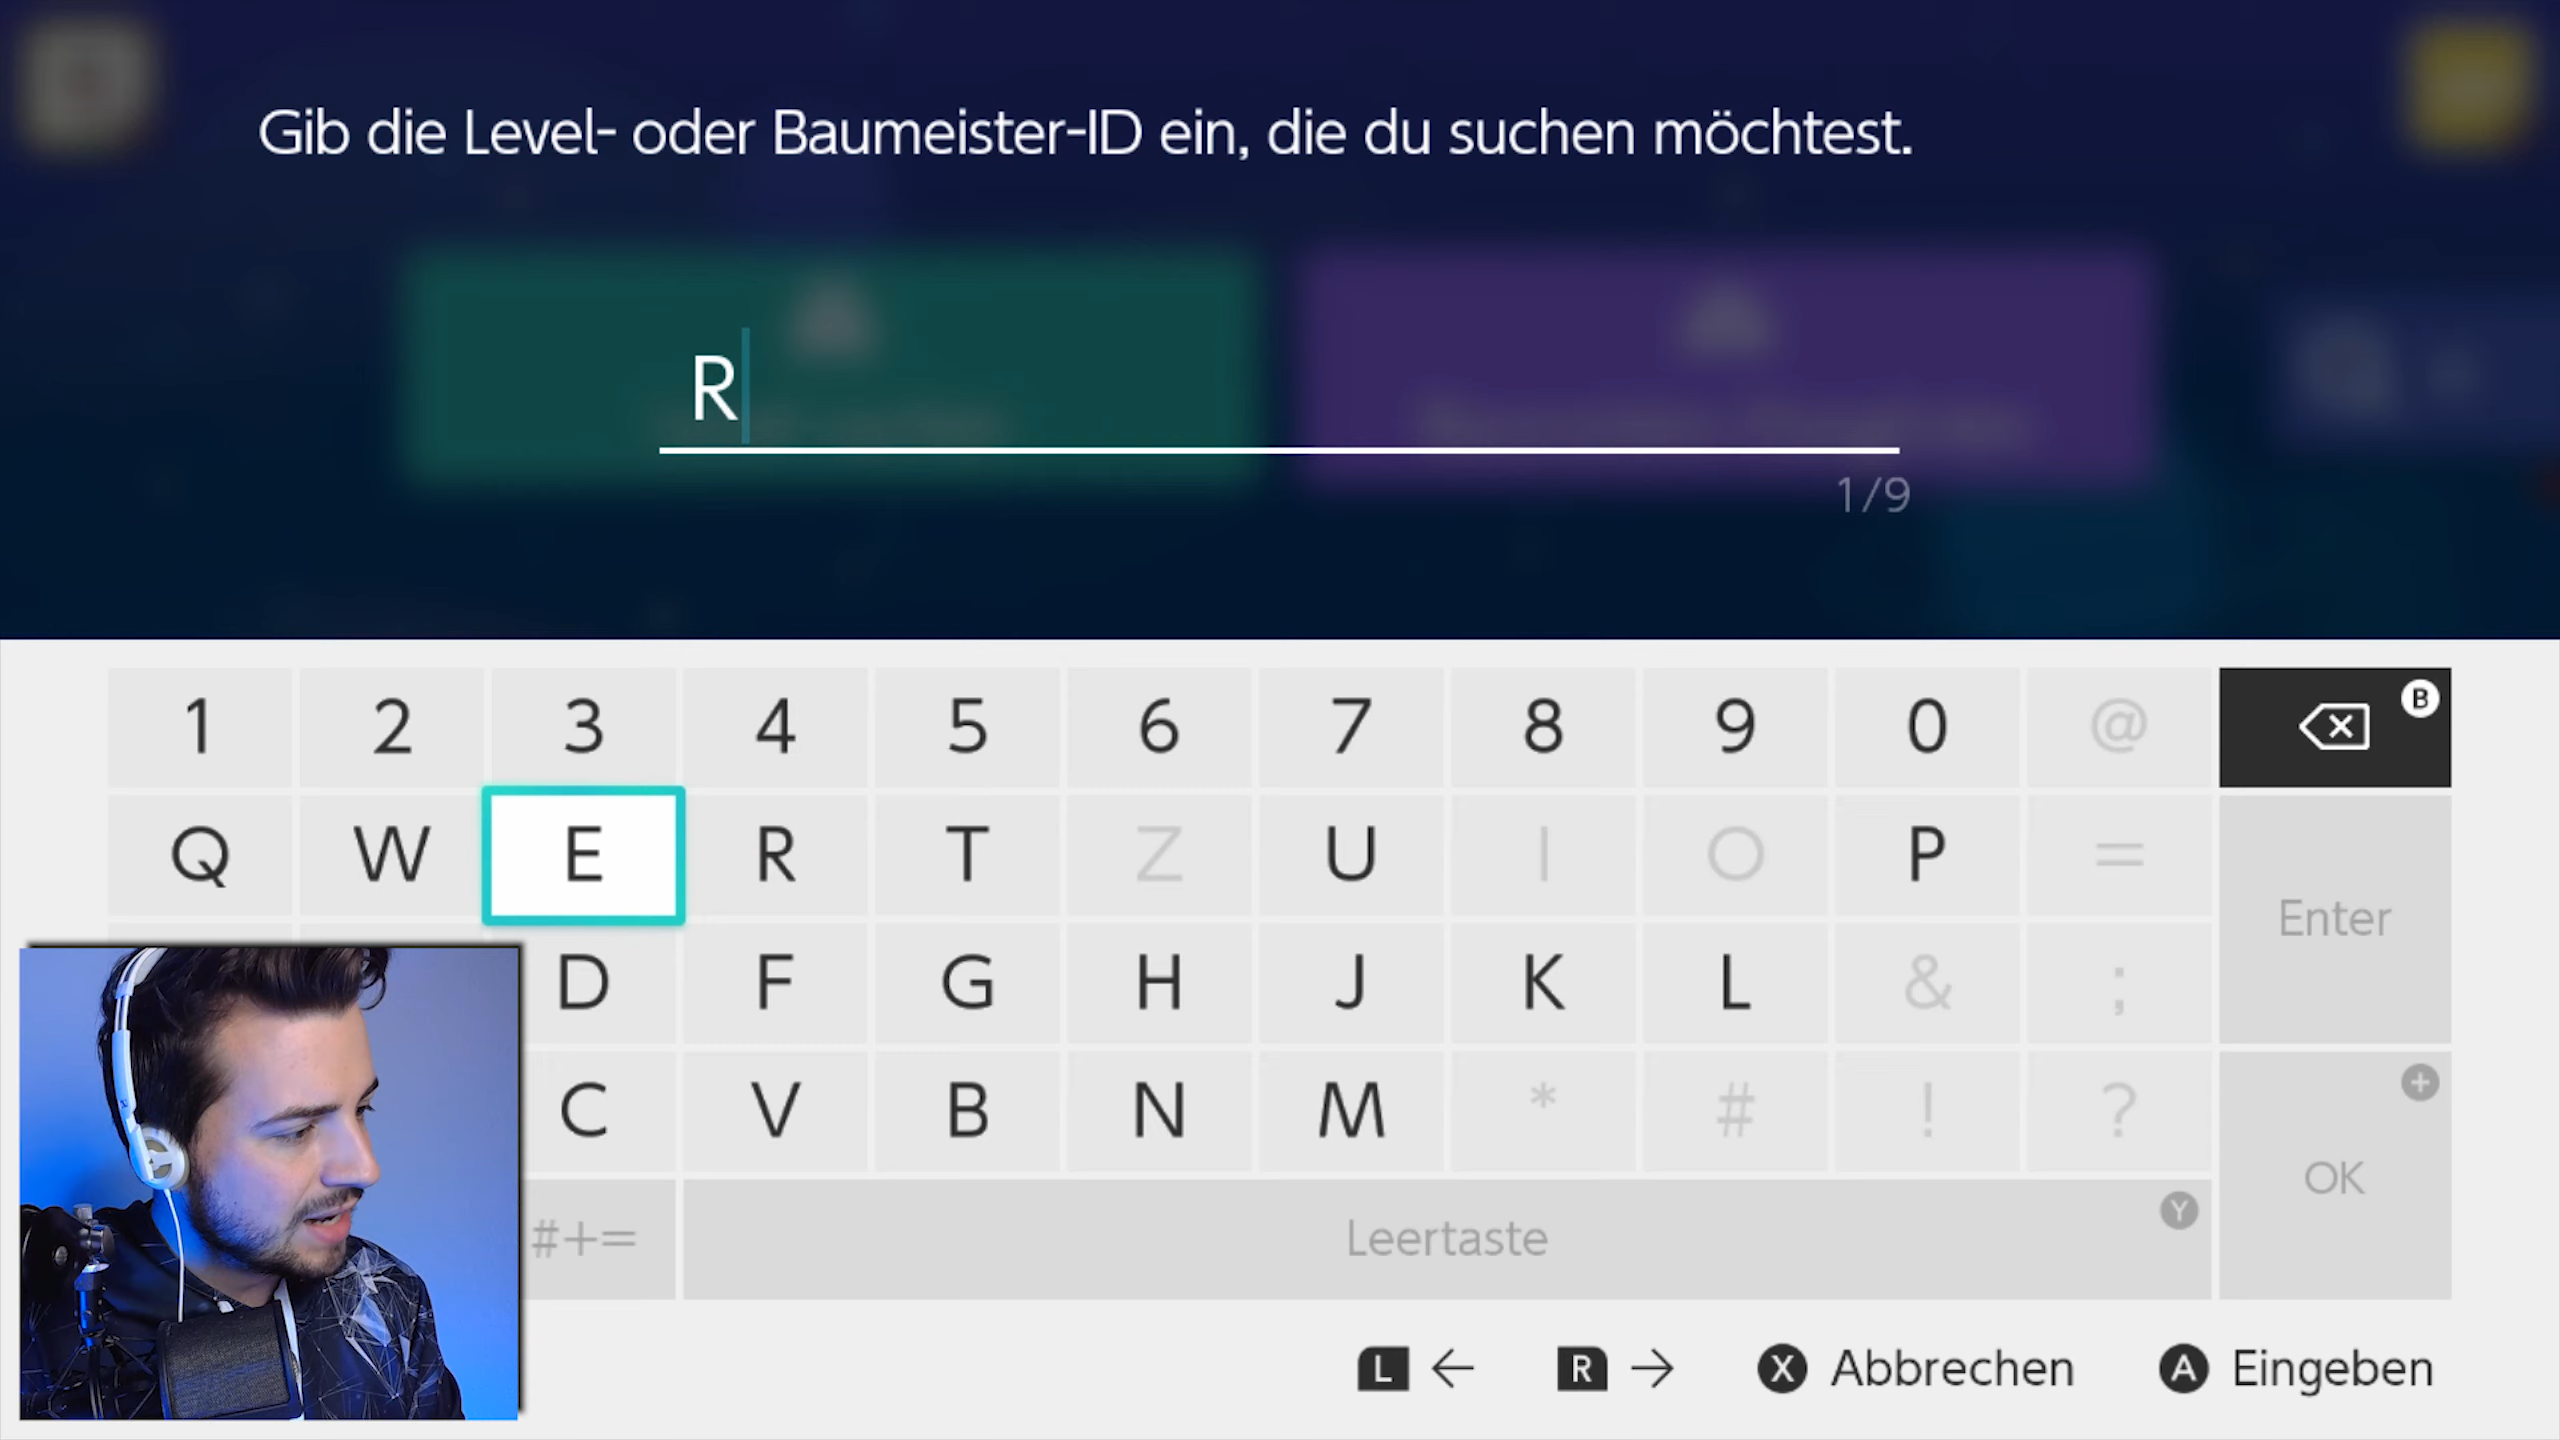 Gib die Level- oder Baumeister-ID ein, die du suchen möchtest.
R
1/9
1 2 3 4 5 6 7 8 9 0 @ B
Q W E R T Z U I O P =
Enter
D F G H J K L & ;
C V B N M * # ! ? +
OK
#+= Leertaste Y
L ← R → X Abbrechen A Eingeben